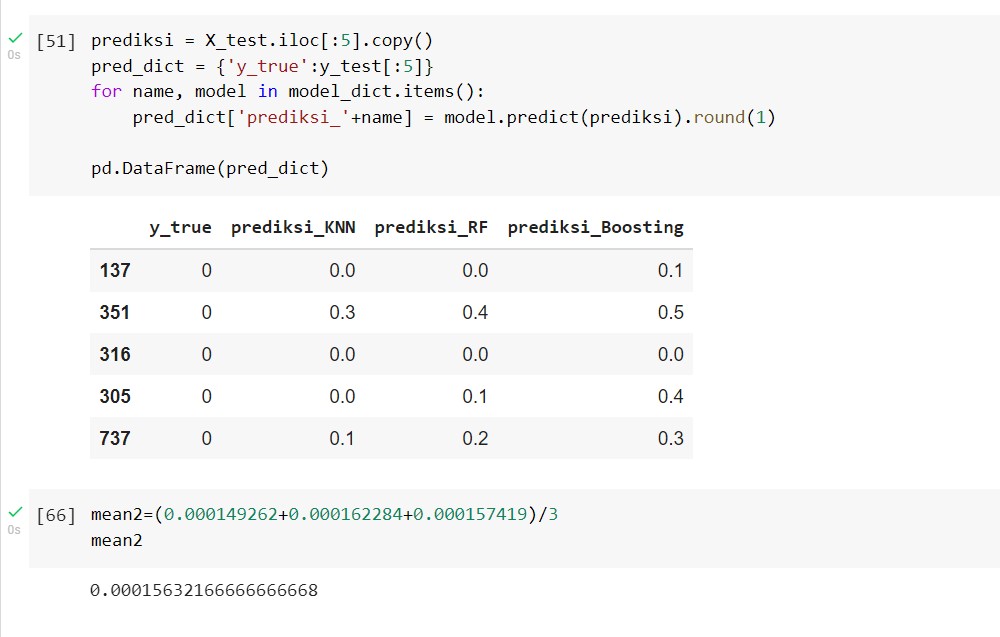 [51] prediksi = X_test.iloc[:5].copy()
0s pred_dict = {'y_true':y_test[:5]}
for name, model in model_dict.items():
    pred_dict['prediksi_'+name] = model.predict(prediksi).round(1)
pd.DataFrame(pred_dict)
y_true prediksi_KNN prediksi_RF prediksi_Boosting
137 0 0.0 0.0 0.1
351 0 0.3 0.4 0.5
316 0 0.0 0.0 0.0
305 0 0.0 0.1 0.4
737 0 0.1 0.2 0.3
[66] mean2=(0.000149262+0.000162284+0.000157419)/3
0s mean2
0.00015632166666666668